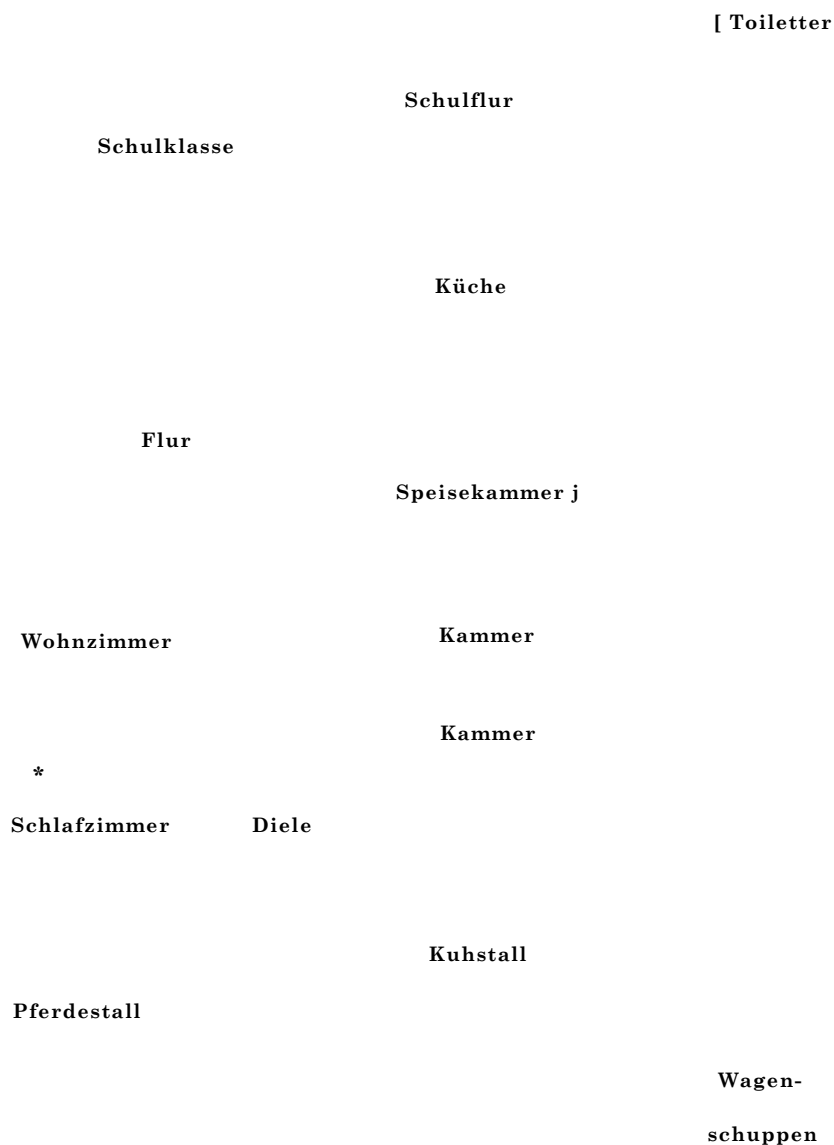 [ Toiletter
Schulflur
Schulklasse
Küche
Flur
Speisekammer j
Wohnzimmer Kammer
Kammer
*
Schlafzimmer Diele
Kuhstall
Pferdestall
Wagen-
schuppen